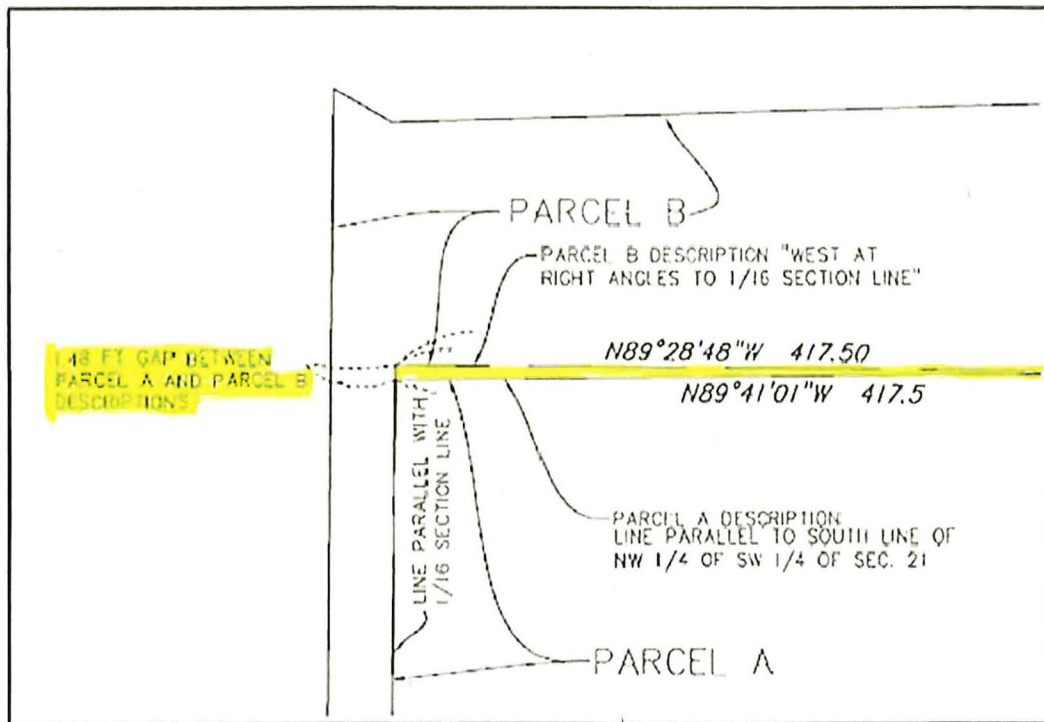 PARCEL B
PARCEL B DESCRIPTION "WEST AT
RIGHT ANGLES TO 1/16 SECTION LINE"
1.48 FT GAP BETWEEN
PARCEL A AND PARCEL B
DESCRIPTIONS
N89°28'48"W 417.50
N89°41'01"W 417.5
LINE PARALLEL WITH
1/16 SECTION LINE
PARCEL A DESCRIPTION
LINE PARALLEL TO SOUTH LINE OF
NW 1/4 OF SW 1/4 OF SEC. 21
PARCEL A